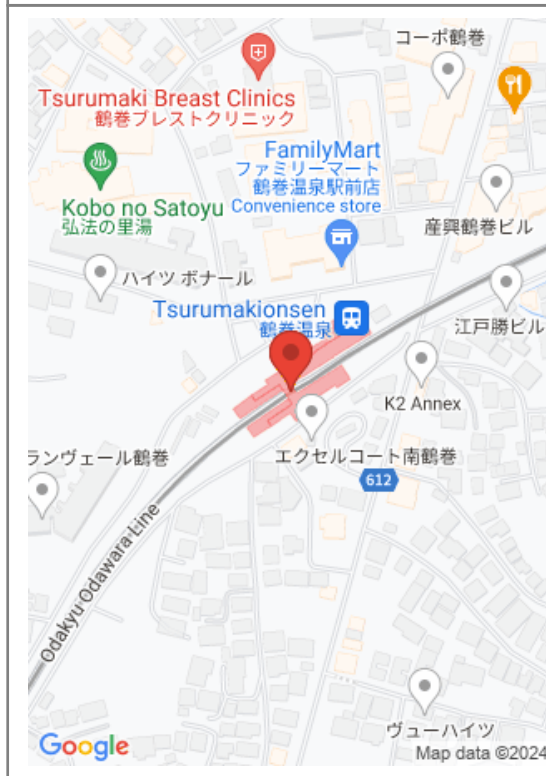 コーポ鶴巻
Tsurumaki Breast Clinics
鶴巻ブレストクリニック
FamilyMart
ファミリーマート
鶴巻温泉駅前店
Convenience store
Kobo no Satoyu
弘法の里湯
産興鶴巻ビル
ハイツ ボナール
Tsurumakionsen
鶴巻温泉
江戸勝ビル
K2 Annex
ランヴェール鶴巻
エクセルコート南鶴巻
612
Odakyu Odawara Line
ヴューハイツ
Google
Map data ©2024